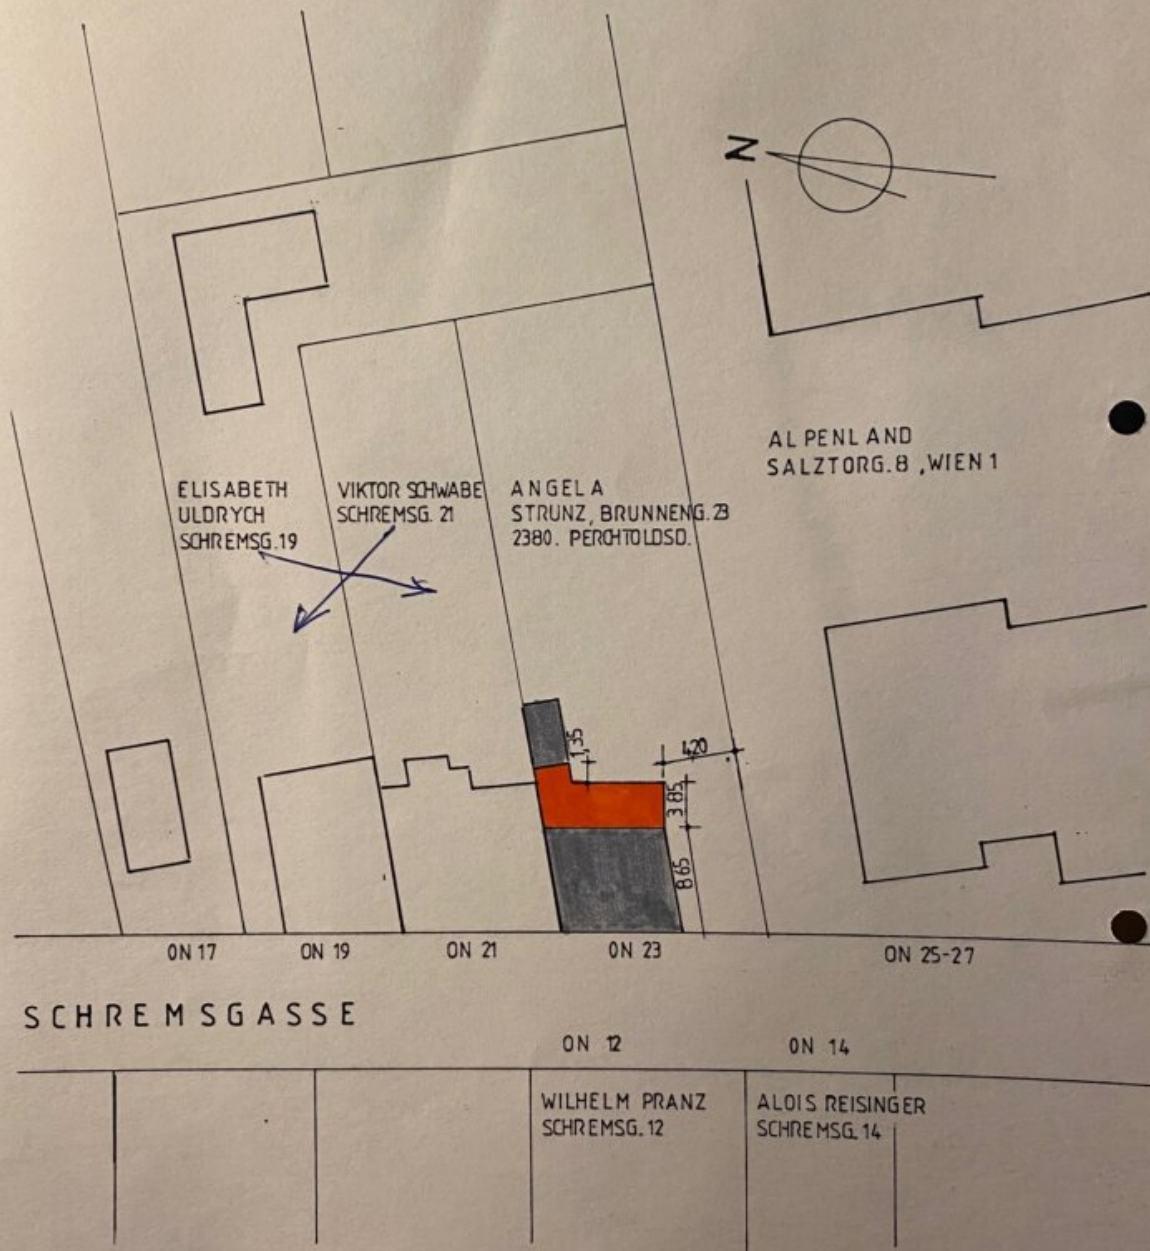 N
ALPENLAND
SALZTORG.8 ,WIEN 1
ELISABETH
ULDRYCH
SCHREMSG.19
VIKTOR SCHWABE
SCHREMSG. 21
ANGELA
STRUNZ, BRUNNENG.23
2380. PERCHTOLDSD.
1,35
4,20
3,85
8,65
ON 17
ON 19
ON 21
ON 23
ON 25-27
SCHREMSGASSE
ON 12
ON 14
WILHELM PRANZ
SCHREMSG.12
ALOIS REISINGER
SCHREMSG.14